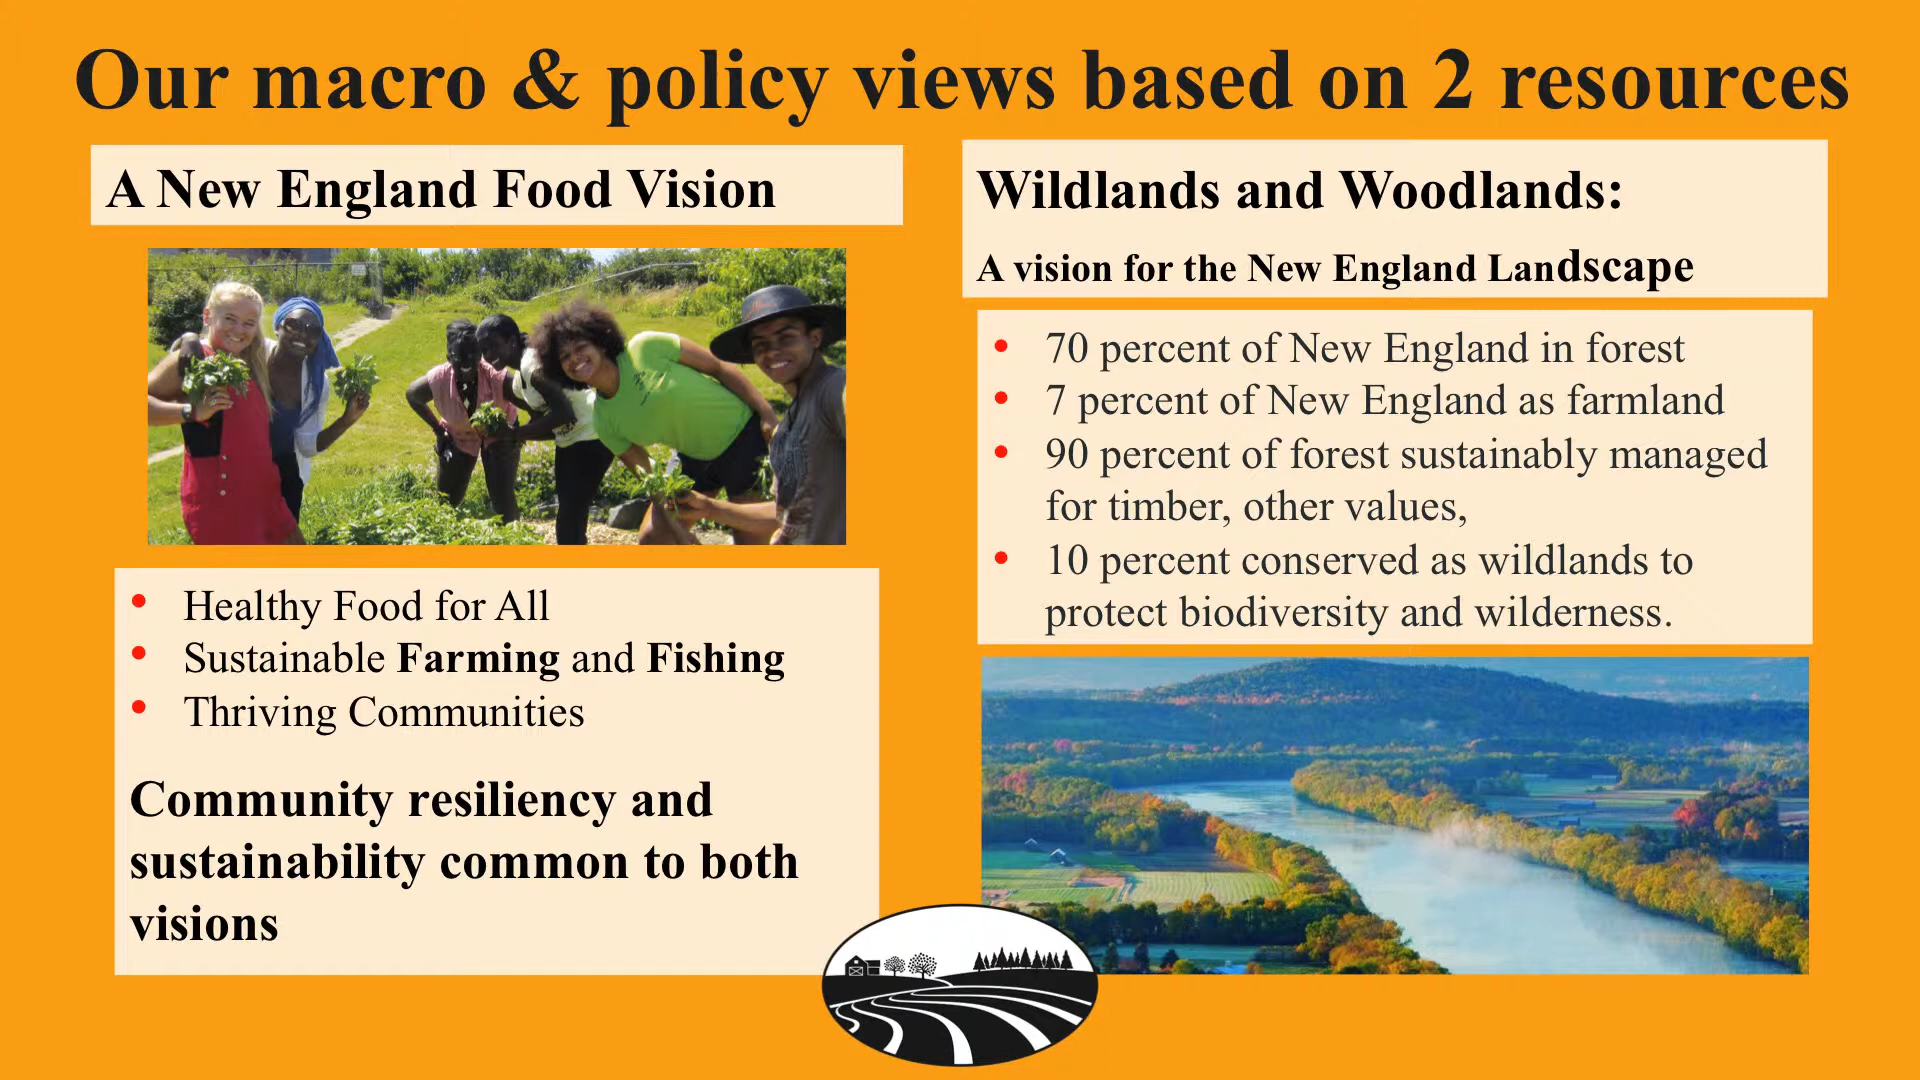 Our macro & policy views based on 2 resources
A New England Food Vision
Healthy Food for All
Sustainable Farming and Fishing
Thriving Communities
Community resiliency and
sustainability common to both
visions
Wildlands and Woodlands:
A vision for the New England Landscape
70 percent of New England in forest
7 percent of New England as farmland
90 percent of forest sustainably managed
for timber, other values,
10 percent conserved as wildlands to
protect biodiversity and wilderness.